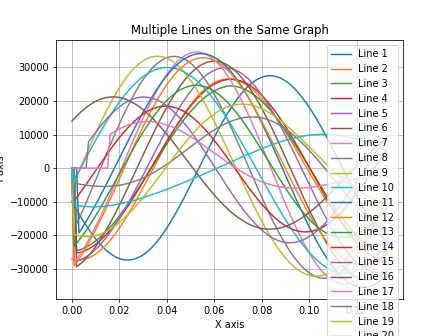 Multiple Lines on the Same Graph
30000
20000
10000
0
−10000
−20000
−30000
0.00
0.02
0.04
0.06
0.08
0.10
X axis
Line 1
Line 2
Line 3
Line 4
Line 5
Line 6
Line 7
Line 8
Line 9
Line 10
Line 11
Line 12
Line 13
Line 14
Line 15
Line 16
Line 17
Line 18
Line 19
Line 20